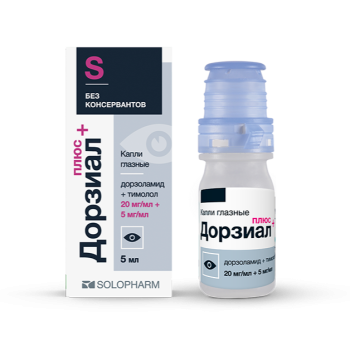 S
БЕЗ
КОНСЕРВАНТОВ
Дорзиал
плюс +
Капли
глазные
дорзоламид
+ тимолол
20 мг/мл +
5 мг/мл
5 мл
SOLOPHARM
Капли глазные
плюс +
Дорзиал
дорзоламид + тимолол
20 мг/мл + 5 мг/мл